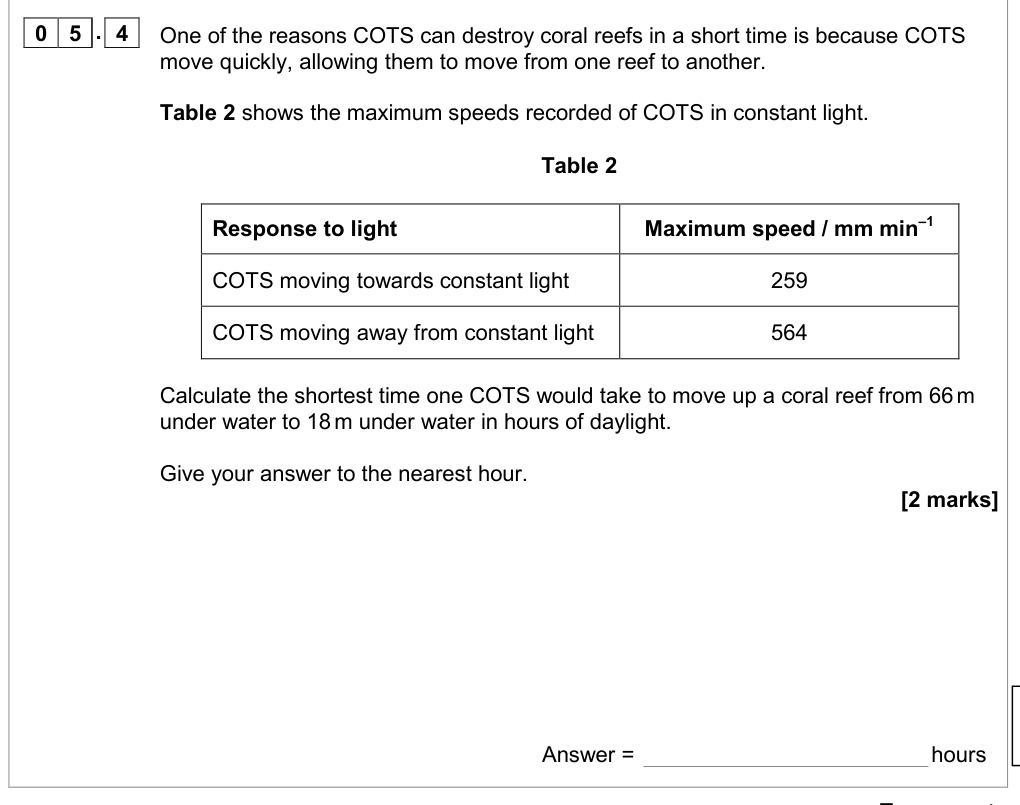 0 5 . 4 One of the reasons COTS can destroy coral reefs in a short time is because COTS
move quickly, allowing them to move from one reef to another.
Table 2 shows the maximum speeds recorded of COTS in constant light.
Table 2
Response to light Maximum speed / mm min⁻¹
COTS moving towards constant light 259
COTS moving away from constant light 564
Calculate the shortest time one COTS would take to move up a coral reef from 66 m
under water to 18 m under water in hours of daylight.
Give your answer to the nearest hour.
[2 marks]
Answer = hours